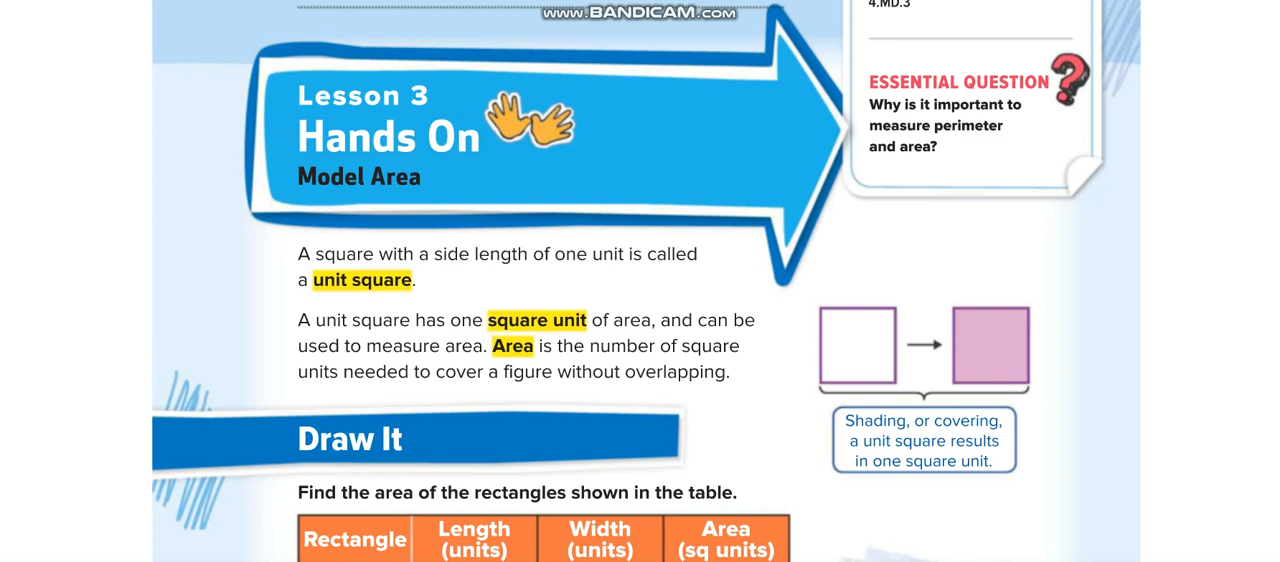 www.BANDICAM.com
4.MD.3
ESSENTIAL QUESTION
Why is it important to
measure perimeter
and area?
Lesson 3
Hands On
Model Area
A square with a side length of one unit is called
a unit square.
A unit square has one square unit of area, and can be
used to measure area. Area is the number of square
units needed to cover a figure without overlapping.
Shading, or covering,
a unit square results
in one square unit.
Draw It
Find the area of the rectangles shown in the table.
Rectangle
Length
(units)
Width
(units)
Area
(sq units)